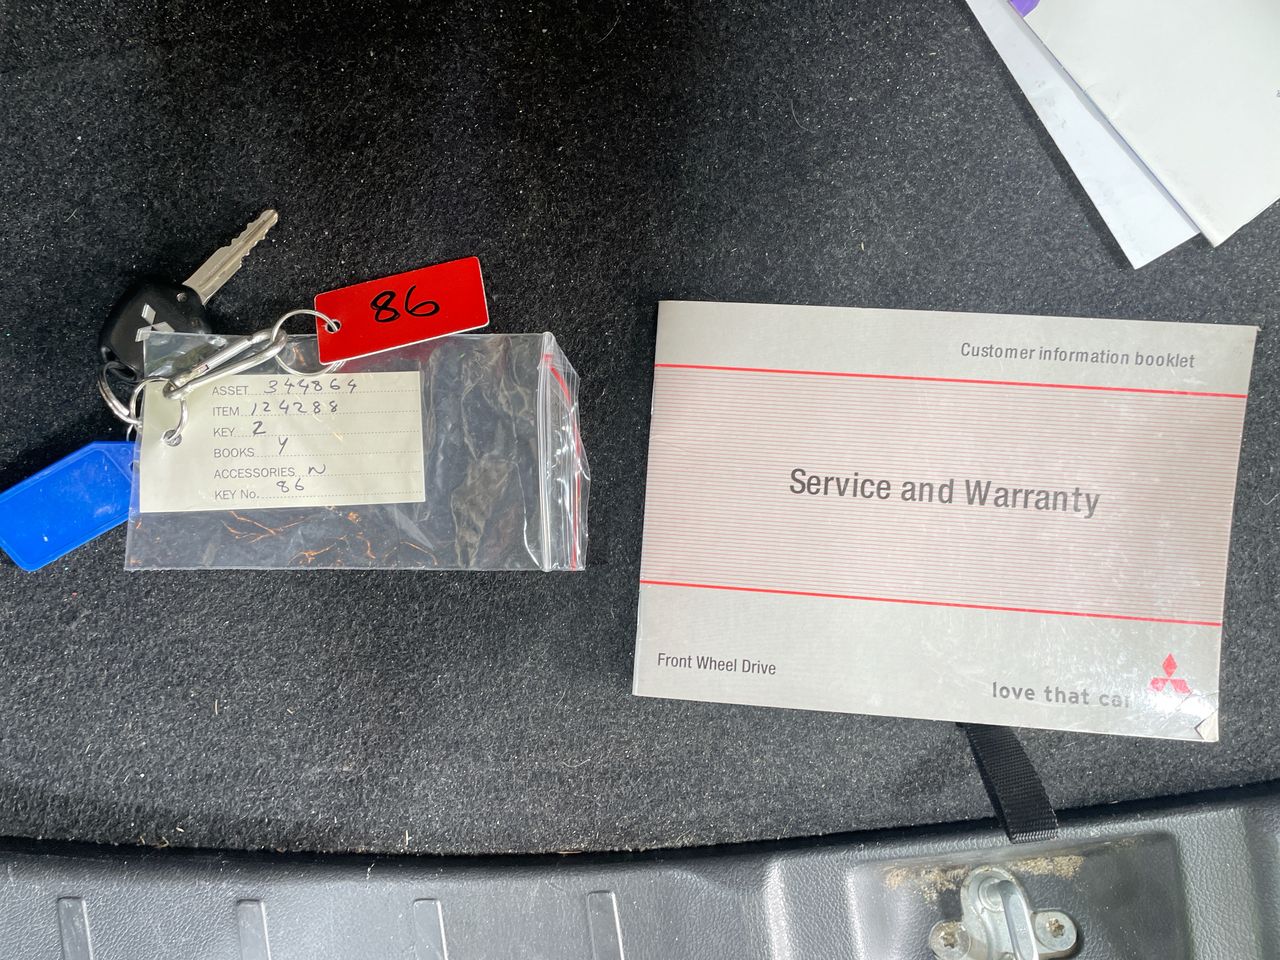 86
ASSET 344864
ITEM 124288
KEY 2
BOOKS Y
ACCESSORIES N
KEY No. 86
Customer information booklet
Service and Warranty
Front Wheel Drive
love that car